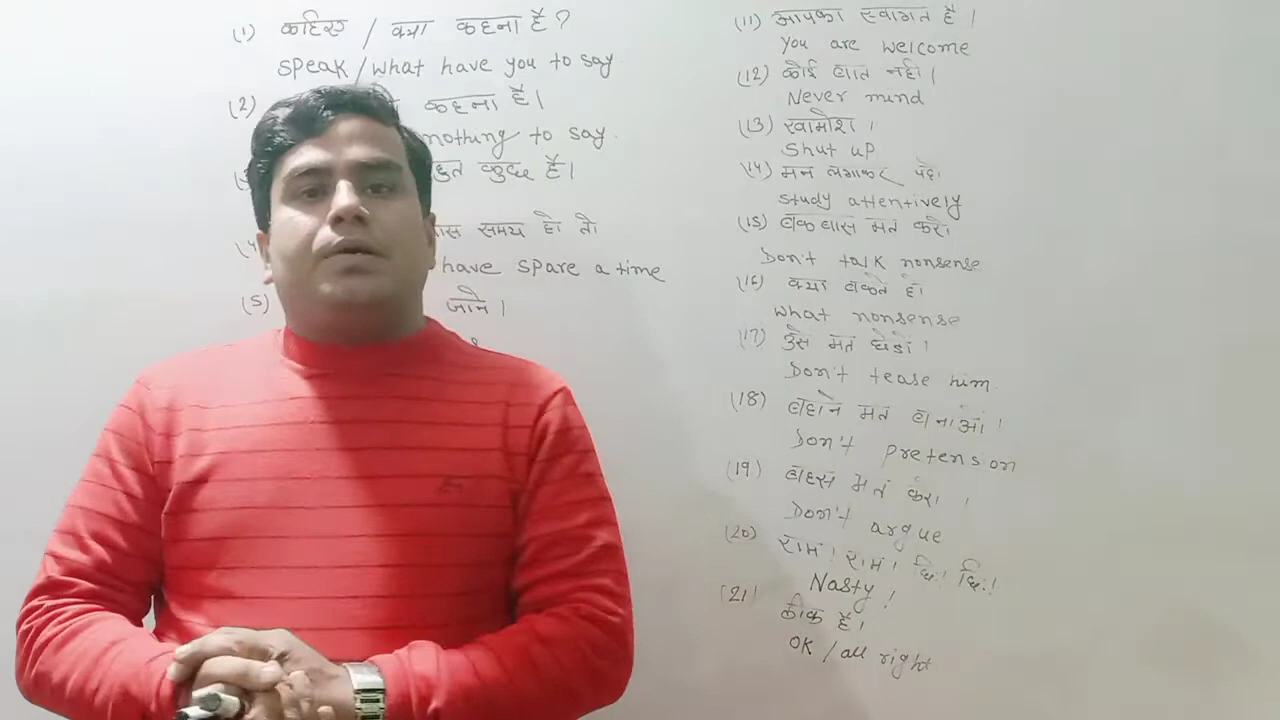 (1) कहिए / क्या कहना है?
speak / what have you to say
(2) कहना है।
nothing to say.
है।
समय हो तो
have spare a time
(5) जाने।
(11) आपका स्वागत है।
You are welcome
(12) कोई बात नही।
Never mind
(13) खामोश।
Shut up
(14) मन लगाकर पढे।
study attentively
(15) बकवास मत करो
Don't talk nonsense
(16) क्या बकते हो
what nonsense
(17) उसे मत छेडो।
Don't tease him.
(18) बहाने मत बनाओ।
Don't pretenson
(19) बहस मत करो।
Don't argue
(20) राम। राम। छिः! छिः!
Nasty!
(21) ठीक है।
OK / all right